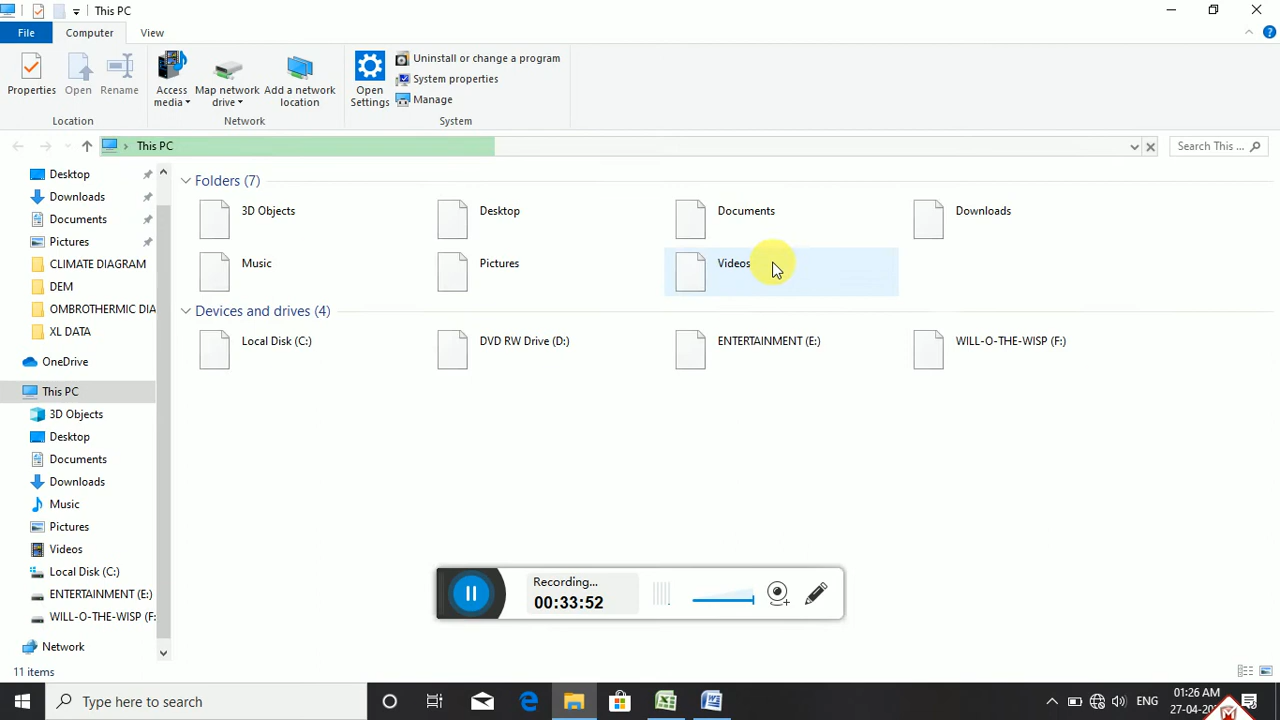 This PC
File
Computer
View
Properties
Open
Rename
Access media
Map network drive
Add a network location
Open Settings
Uninstall or change a program
System properties
Manage
Location
Network
System
This PC
Search This ...
Desktop
Downloads
Documents
Pictures
CLIMATE DIAGRAM
DEM
OMBROTHERMIC DIA
XL DATA
OneDrive
This PC
3D Objects
Desktop
Documents
Downloads
Music
Pictures
Videos
Local Disk (C:)
ENTERTAINMENT (E:)
WILL-O-THE-WISP (F:
Network
Folders (7)
3D Objects
Desktop
Documents
Downloads
Music
Pictures
Videos
Devices and drives (4)
Local Disk (C:)
DVD RW Drive (D:)
ENTERTAINMENT (E:)
WILL-O-THE-WISP (F:)
Recording...
00:33:52
11 items
Type here to search
ENG
01:26 AM
27-04-20